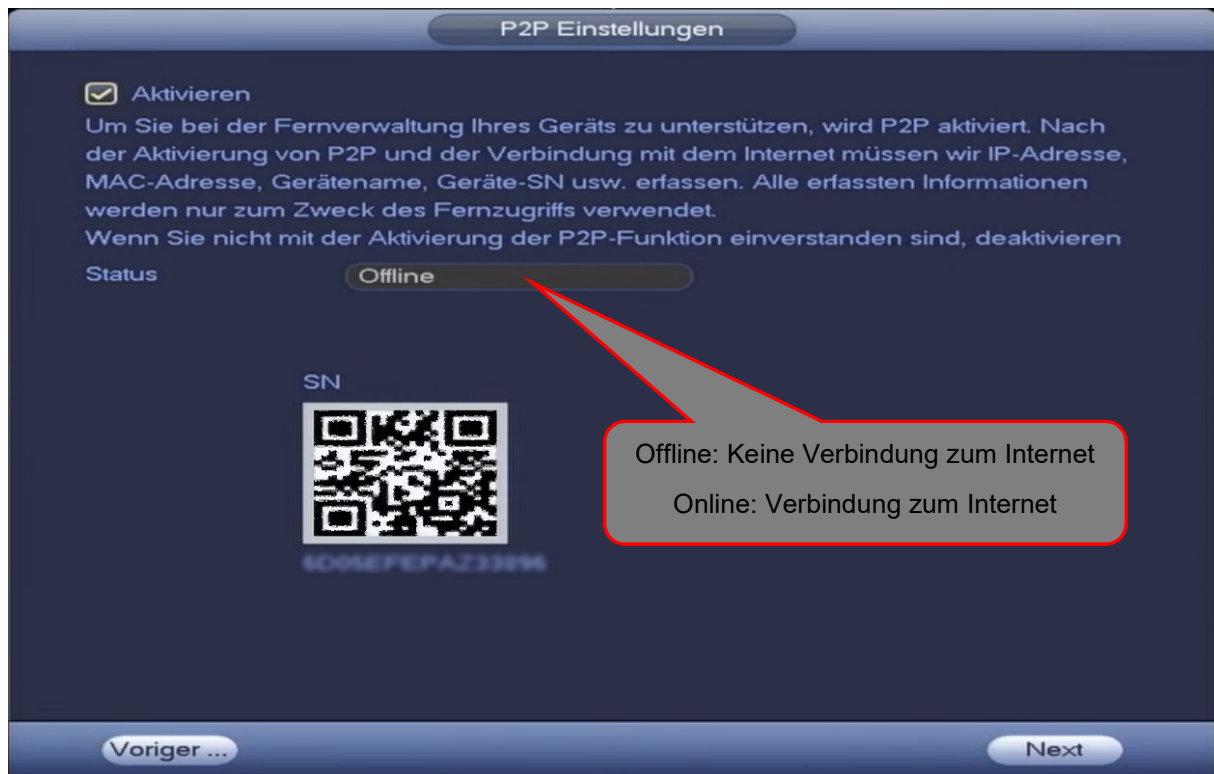 P2P Einstellungen
Aktivieren
Um Sie bei der Fernverwaltung Ihres Geräts zu unterstützen, wird P2P aktiviert. Nach
der Aktivierung von P2P und der Verbindung mit dem Internet müssen wir IP-Adresse,
MAC-Adresse, Gerätename, Geräte-SN usw. erfassen. Alle erfassten Informationen
werden nur zum Zweck des Fernzugriffs verwendet.
Wenn Sie nicht mit der Aktivierung der P2P-Funktion einverstanden sind, deaktivieren
Status Offline
SN
Offline: Keine Verbindung zum Internet
Online: Verbindung zum Internet
Voriger ... Next